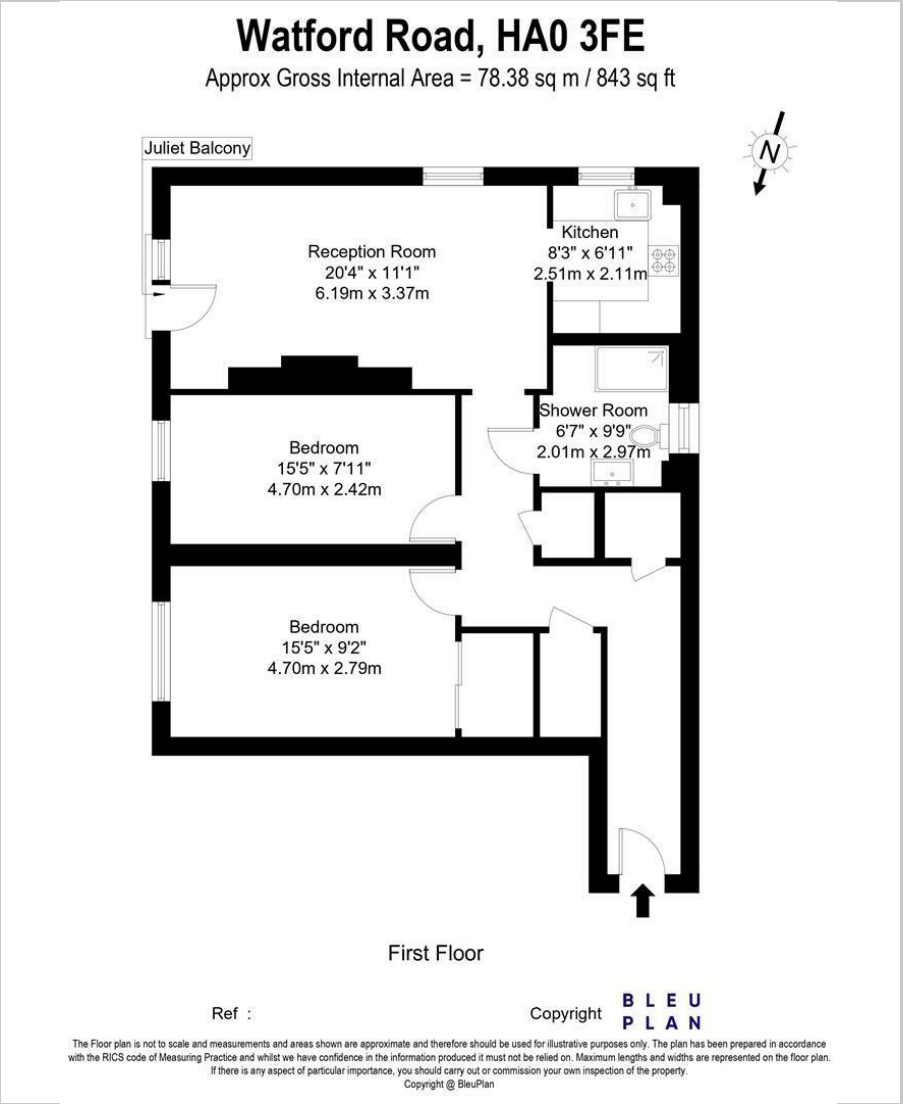 Watford Road, HA0 3FE
Approx Gross Internal Area = 78.38 sq m / 843 sq ft
Juliet Balcony
N
Reception Room
20'4" x 11'1"
6.19m x 3.37m
Kitchen
8'3" x 6'11"
2.51m x 2.11m
Shower Room
6'7" x 9'9"
2.01m x 2.97m
Bedroom
15'5" x 7'11"
4.70m x 2.42m
Bedroom
15'5" x 9'2"
4.70m x 2.79m
First Floor
Ref :
Copyright
BLEU
PLAN
The Floor plan is not to scale and measurements and areas shown are approximate and therefore should be used for illustrative purposes only. The plan has been prepared in accordance
with the RICS code of Measuring Practice and whilst we have confidence in the information produced it must not be relied on. Maximum lengths and widths are represented on the floor plan.
If there is any aspect of particular importance, you should carry out or commission your own inspection of the property.
Copyright @ BleuPlan